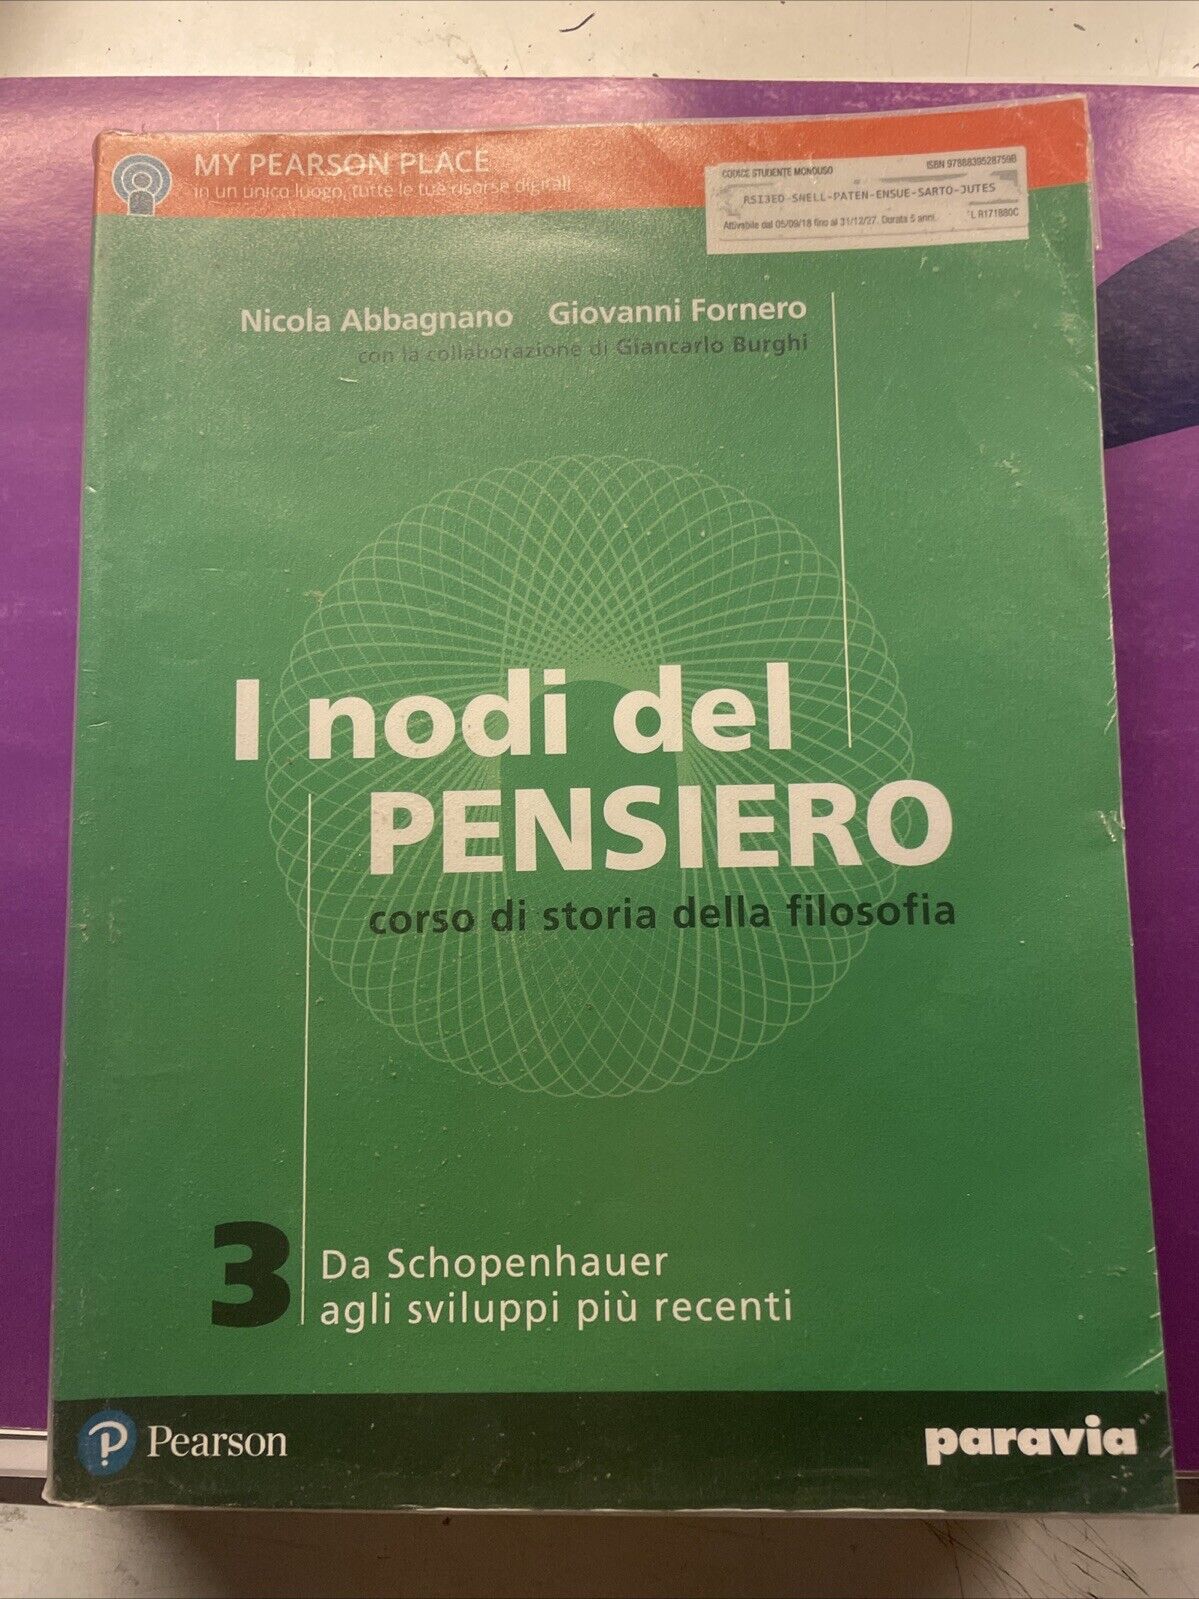 MY PEARSON PLACE
in un unico luogo, tutte le tue risorse digitali
CODICE STUDENTE MONOUSO ISBN 9788839528759B
RSI3ED-SNELL-PATEN-ENSUE-SARTO-JUTES
Attivabile dal 05/09/18 fino al 31/12/27. Durata 5 anni. L R171880C
Nicola Abbagnano Giovanni Fornero
con la collaborazione di Giancarlo Burghi
I nodi del
PENSIERO
corso di storia della filosofia
3
Da Schopenhauer
agli sviluppi più recenti
P Pearson
paravia